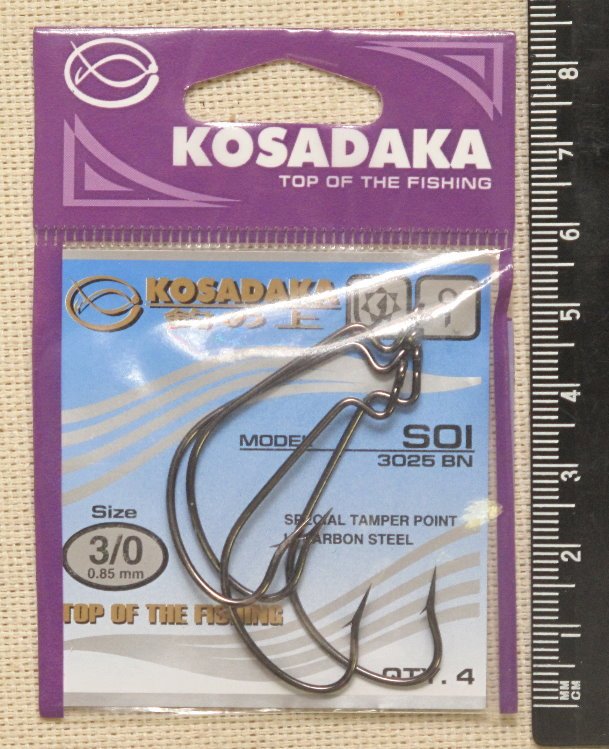 KOSADAKA
TOP OF THE FISHING
KOSADAKA
MODEL SOI
3025 BN
SPECIAL TAMPER POINT
CARBON STEEL
Size
3/0
0.85 mm
TOP OF THE FISHING
QTY. 4
8
7
6
5
4
3
2
1
MM
CM